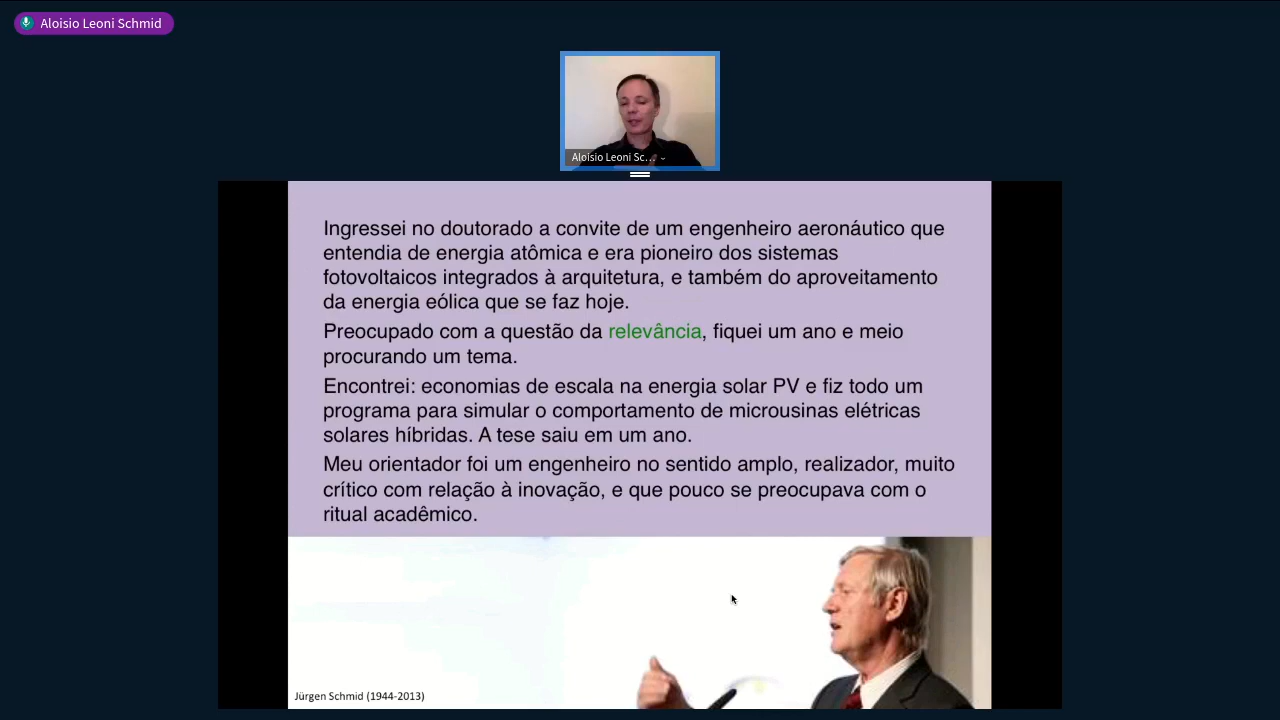 Aloisio Leoni Schmid
Aloísio Leoni Sc...
Ingressei no doutorado a convite de um engenheiro aeronáutico que
entendia de energia atômica e era pioneiro dos sistemas
fotovoltaicos integrados à arquitetura, e também do aproveitamento
da energia eólica que se faz hoje.
Preocupado com a questão da relevância, fiquei um ano e meio
procurando um tema.
Encontrei: economias de escala na energia solar PV e fiz todo um
programa para simular o comportamento de microusinas elétricas
solares híbridas. A tese saiu em um ano.
Meu orientador foi um engenheiro no sentido amplo, realizador, muito
crítico com relação à inovação, e que pouco se preocupava com o
ritual acadêmico.
Jürgen Schmid (1944-2013)